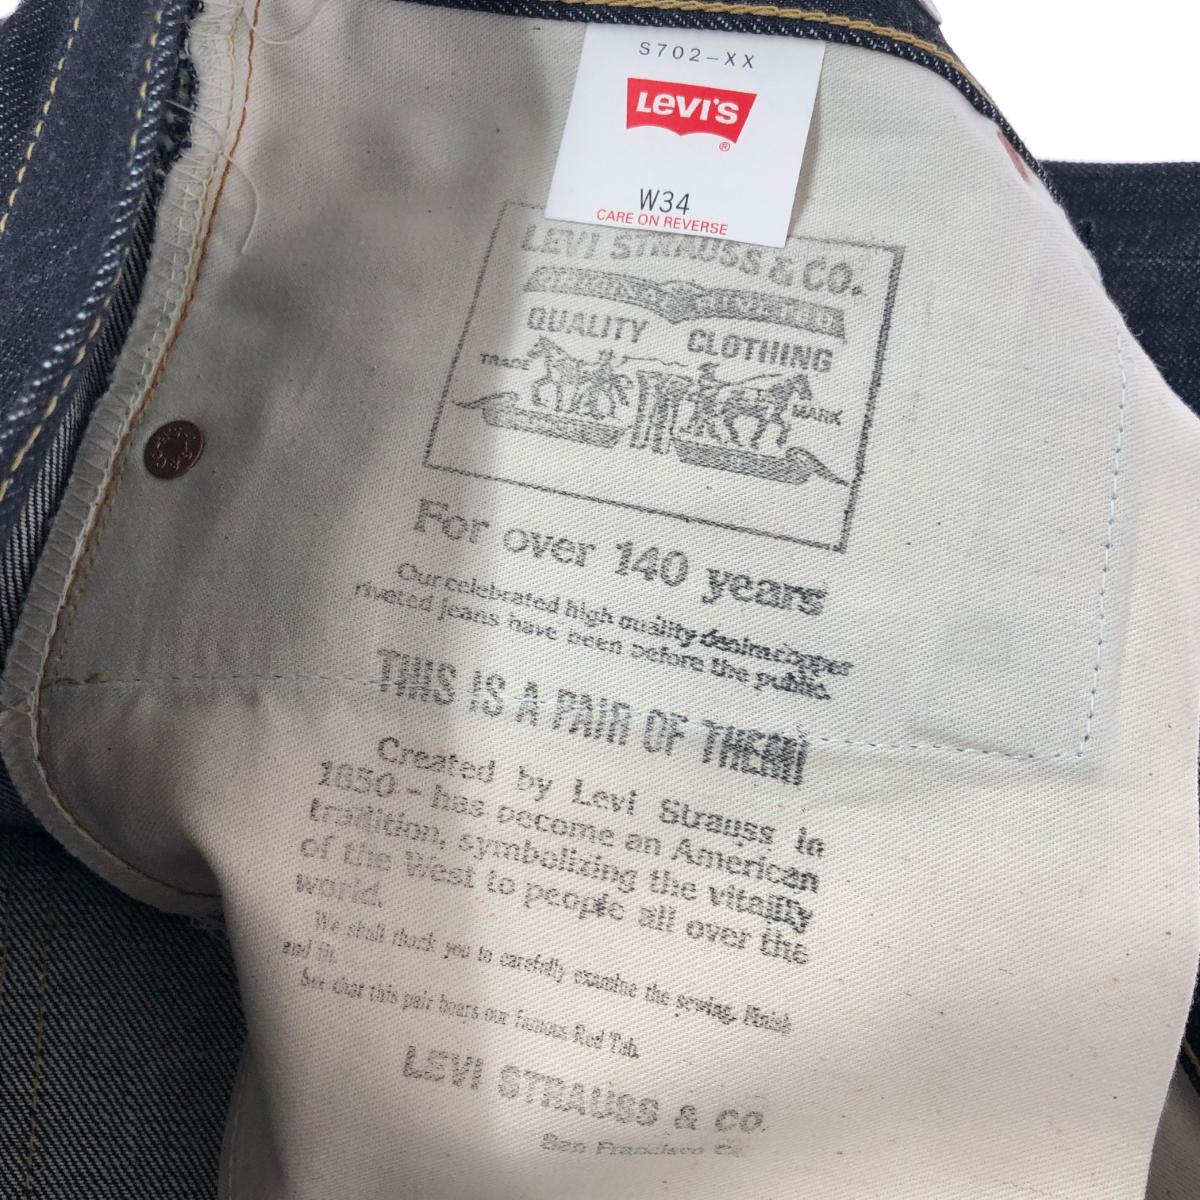 S702-XX
LEVI'S
®
W34
CARE ON REVERSE
LEVI STRAUSS & CO.
QUALITY CLOTHING
TRADE MARK
For over 140 years
Our celebrated high quality denim copper
riveted jeans have been before the public.
THIS IS A PAIR OF THEM!
Created by Levi Strauss in
1850 - has become an American
tradition, symbolizing the vitality
of the West to people all over the
world.
We shall thank you to carefully examine the sewing, Finish
and fit.
See that this pair bears our famous Red Tab.
LEVI STRAUSS & CO.
San Francisco